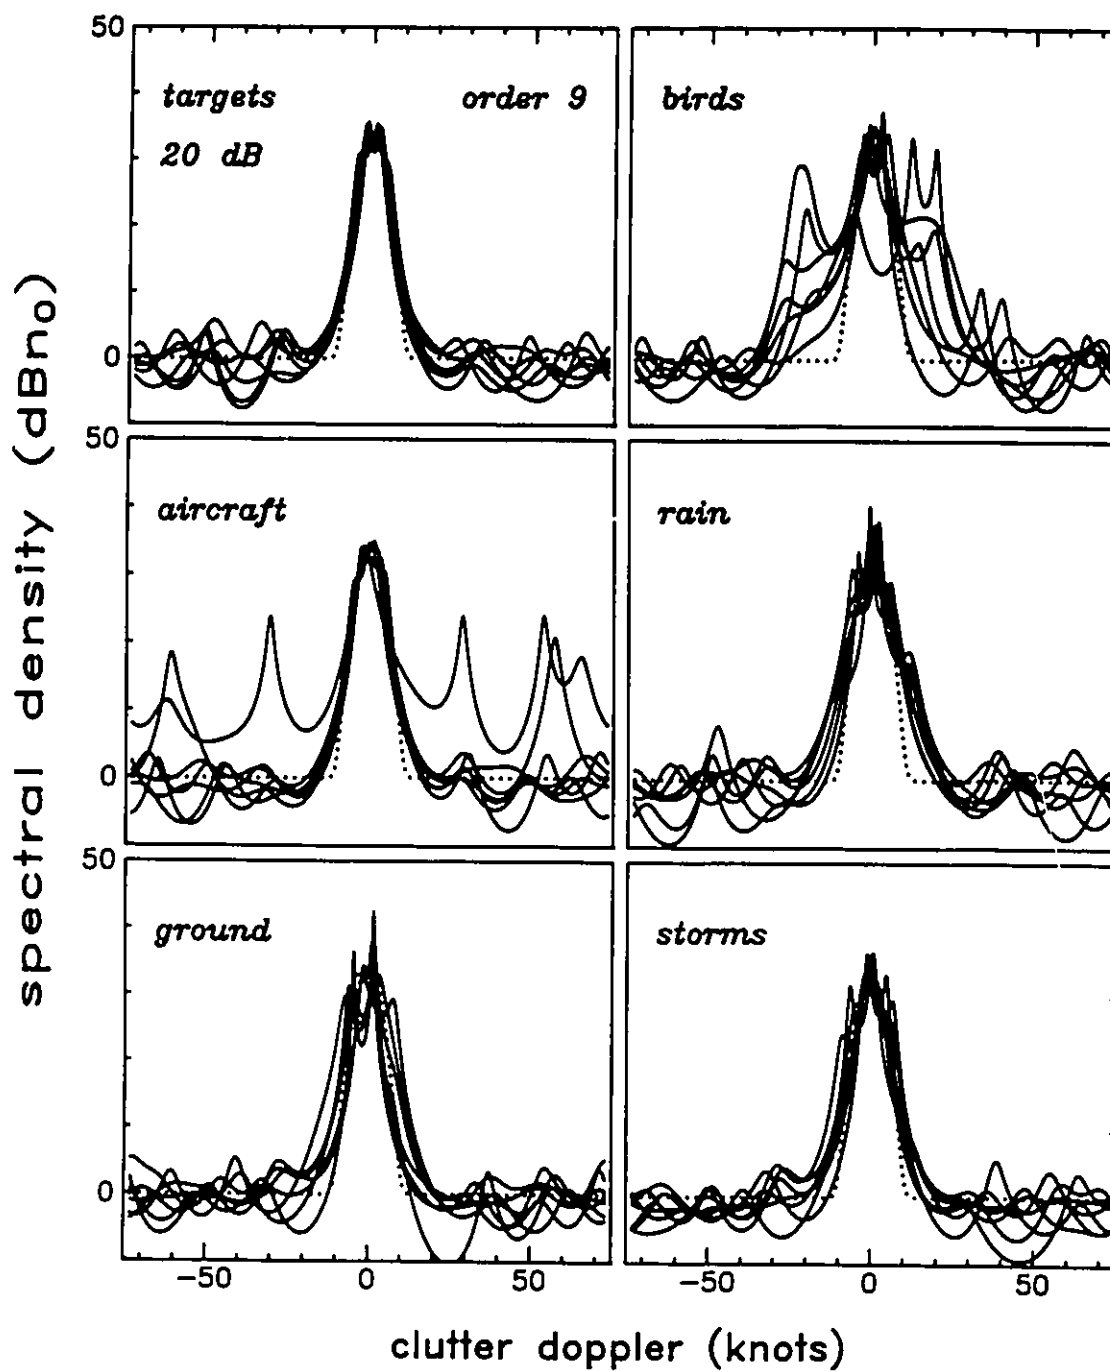 50
targets
order 9
20 dB
birds
0
50
aircraft
rain
0
50
ground
storms
0
-50
0
50
-50
0
50
spectral density (dBn₀)
clutter doppler (knots)